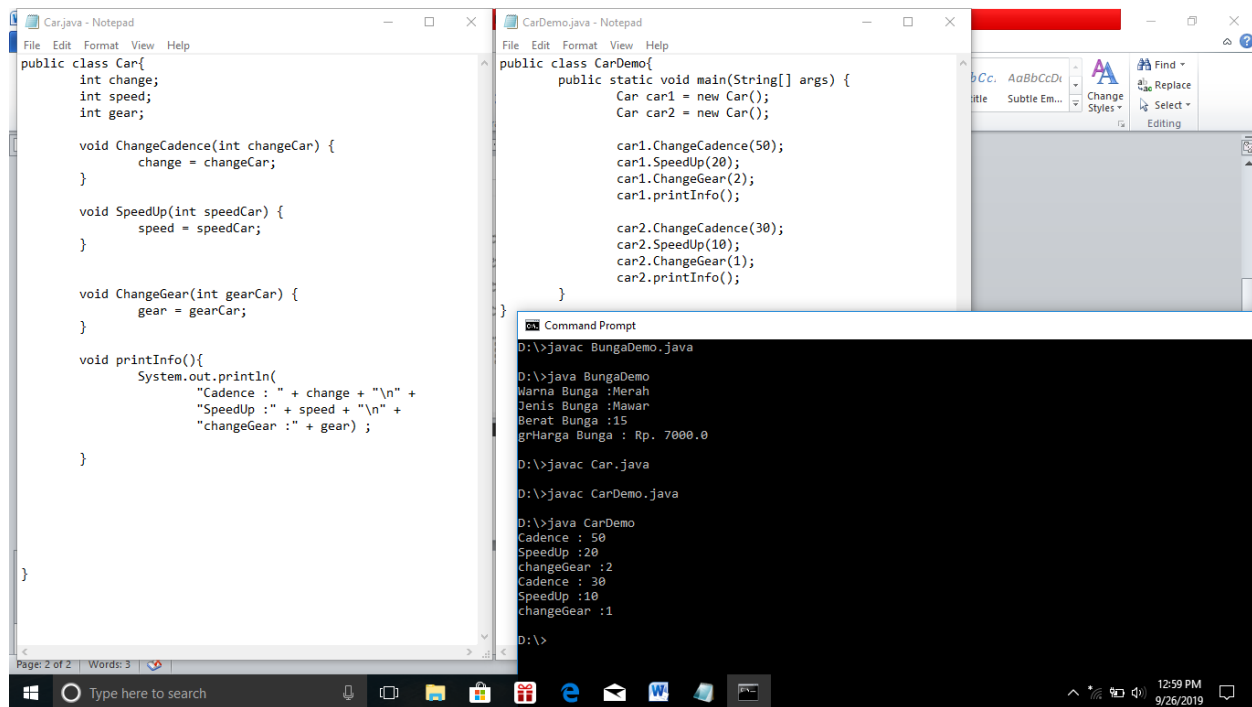 Car.java - Notepad
File Edit Format View Help
public class Car{
int change;
int speed;
int gear;
void ChangeCadence(int changeCar) {
change = changeCar;
}
void SpeedUp(int speedCar) {
speed = speedCar;
}
void ChangeGear(int gearCar) {
gear = gearCar;
}
void printInfo(){
System.out.println(
"Cadence : " + change + "\n" +
"SpeedUp :" + speed + "\n" +
"changeGear :" + gear) ;
}
}
CarDemo.java - Notepad
File Edit Format View Help
public class CarDemo{
public static void main(String[] args) {
Car car1 = new Car();
Car car2 = new Car();
car1.ChangeCadence(50);
car1.SpeedUp(20);
car1.ChangeGear(2);
car1.printInfo();
car2.ChangeCadence(30);
car2.SpeedUp(10);
car2.ChangeGear(1);
car2.printInfo();
}
}
AaBbCcDc
Subtle Em...
Change
Styles
Find
Replace
Select
Editing
Command Prompt
D:\>javac BungaDemo.java
D:\>java BungaDemo
Warna Bunga :Merah
Jenis Bunga :Mawar
Berat Bunga :15
grHarga Bunga : Rp. 7000.0
D:\>javac Car.java
D:\>javac CarDemo.java
D:\>java CarDemo
Cadence : 50
SpeedUp :20
changeGear :2
Cadence : 30
SpeedUp :10
changeGear :1
D:\>
Page: 2 of 2 Words: 3
Type here to search
12:59 PM
9/26/2019